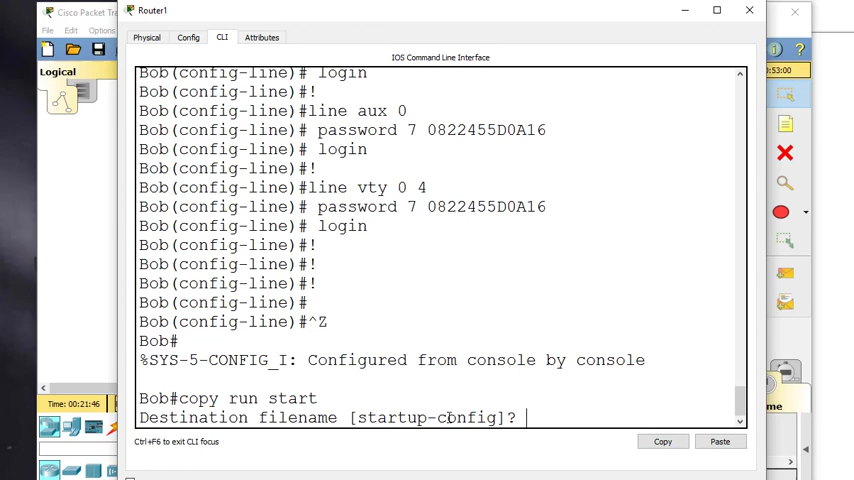 Cisco Packet Tra
Router1
File Edit Options
Physical Config CLI Attributes
Logical
IOS Command Line Interface
53:00
Bob(config-line)# login
Bob(config-line)#!
Bob(config-line)#line aux 0
Bob(config-line)# password 7 0822455D0A16
Bob(config-line)# login
Bob(config-line)#!
Bob(config-line)#line vty 0 4
Bob(config-line)# password 7 0822455D0A16
Bob(config-line)# login
Bob(config-line)#!
Bob(config-line)#!
Bob(config-line)#!
Bob(config-line)#
Bob(config-line)#^Z
Bob#
%SYS-5-CONFIG_I: Configured from console by console
Bob#copy run start
Destination filename [startup-config]?
Time: 00:21:46
me
Ctrl+F6 to exit CLI focus
Copy Paste